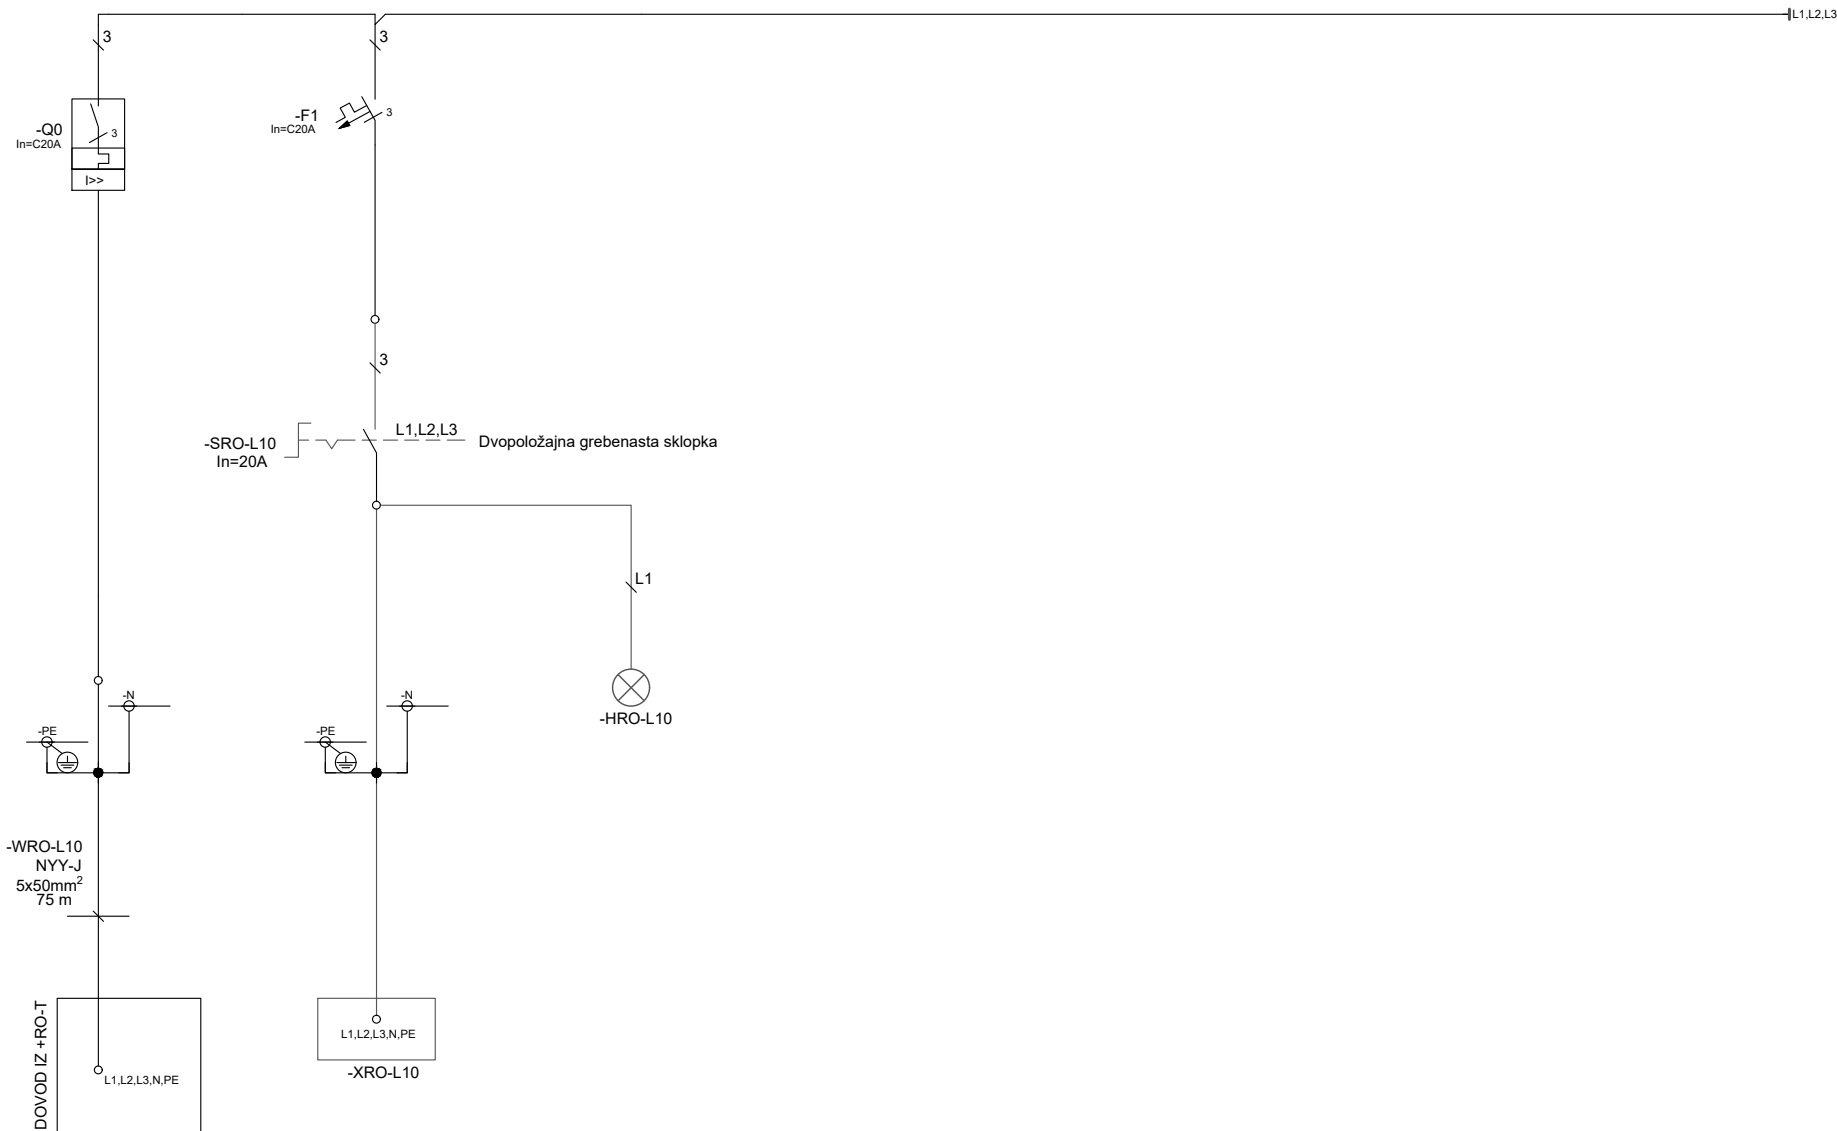 L1,L2,L3
3
3
-Q0
In=C20A
3
I>>
-F1
In=C20A
3
3
-SRO-L10
In=20A
L1,L2,L3
Dvopoložajna grebenasta sklopka
L1
-HRO-L10
-N
-PE
-N
-PE
-WRO-L10
NYY-J
5x50mm²
75 m
DOVOD IZ +RO-T
L1,L2,L3,N,PE
L1,L2,L3,N,PE
-XRO-L10